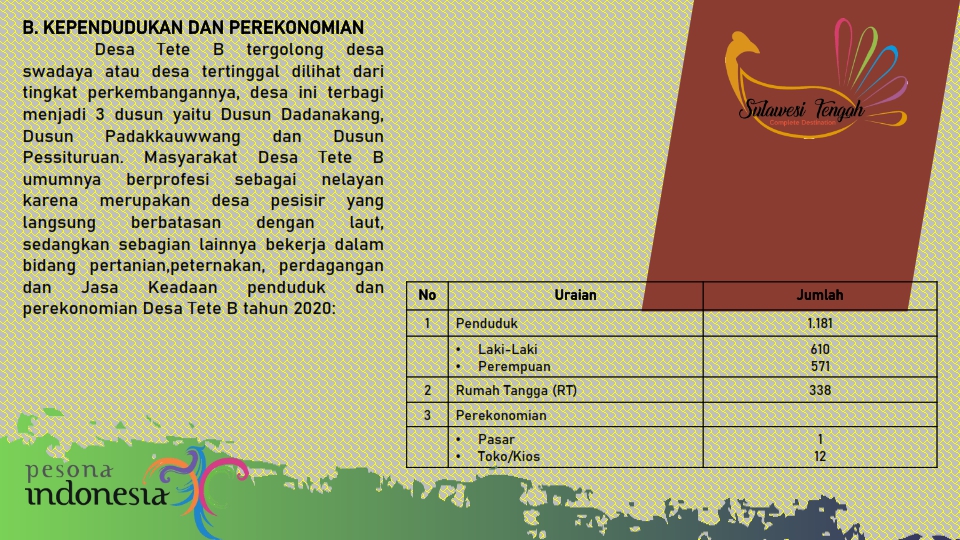 B. KEPENDUDUKAN DAN PEREKONOMIAN
Desa Tete B tergolong desa
swadaya atau desa tertinggal dilihat dari
tingkat perkembangannya, desa ini terbagi
menjadi 3 dusun yaitu Dusun Dadanakang,
Dusun Padakkauwwang dan Dusun
Pessituruan. Masyarakat Desa Tete B
umumnya berprofesi sebagai nelayan
karena merupakan desa pesisir yang
langsung berbatasan dengan laut,
sedangkan sebagian lainnya bekerja dalam
bidang pertanian,peternakan, perdagangan
dan Jasa Keadaan penduduk dan
perekonomian Desa Tete B tahun 2020:
Sulawesi Tengah
Complete Destination
No Uraian Jumlah
1 Penduduk 1.181
• Laki-Laki 610
• Perempuan 571
2 Rumah Tangga (RT) 338
3 Perekonomian
• Pasar 1
• Toko/Kios 12
pesona
indonesia